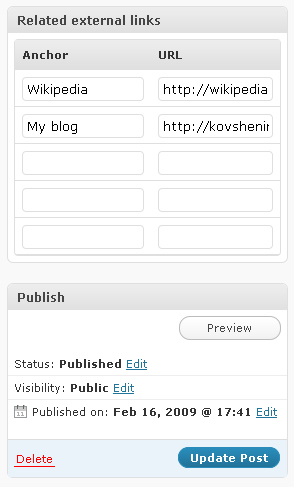 Related external links
Anchor URL
Wikipedia http://wikipedia
My blog http://kovshenin
Publish
Preview
Status: Published Edit
Visibility: Public Edit
Published on: Feb 16, 2009 @ 17:41 Edit
Delete Update Post